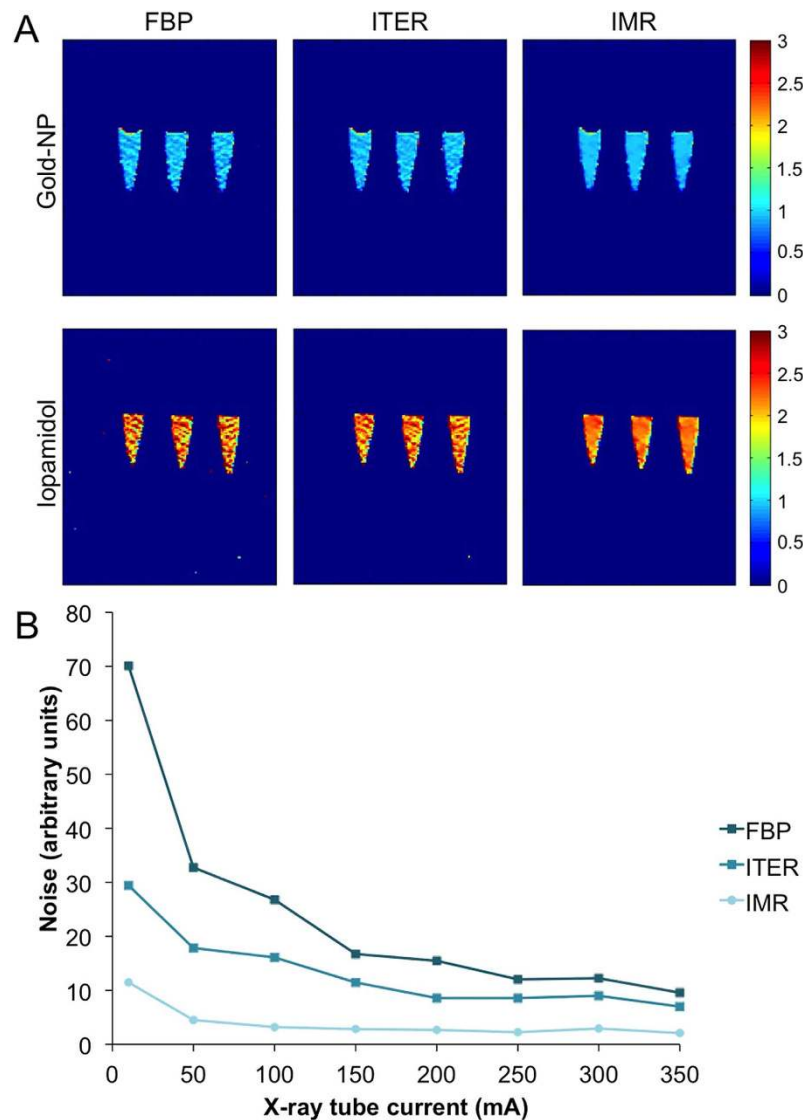 A
FBP ITER IMR
Gold-NP
3
2.5
2
1.5
1
0.5
0
Iopamidol
3
2.5
2
1.5
1
0.5
0
B
Noise (arbitrary units)
80
70
60
50
40
30
20
10
0
0 50 100 150 200 250 300 350
X-ray tube current (mA)
FBP
ITER
IMR